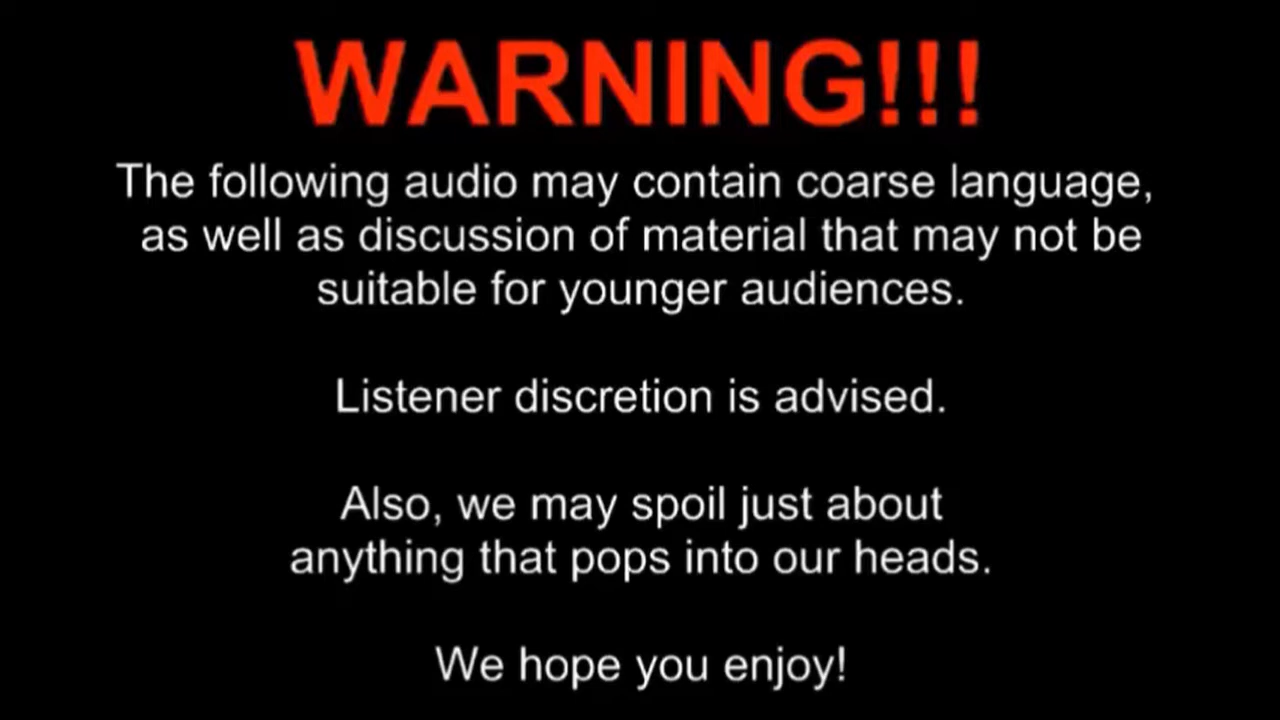 WARNING!!!
The following audio may contain coarse language,
as well as discussion of material that may not be
suitable for younger audiences.
Listener discretion is advised.
Also, we may spoil just about
anything that pops into our heads.
We hope you enjoy!